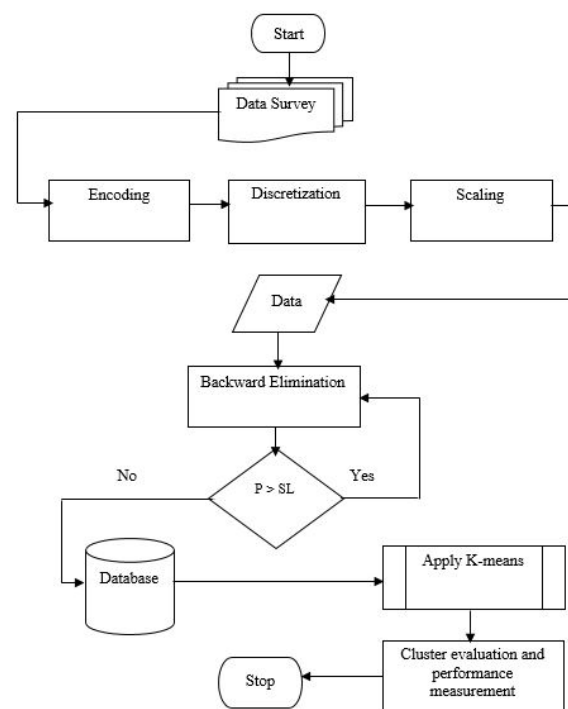 Start
Data Survey
Encoding
Discretization
Scaling
Data
Backward Elimination
No
P > SL
Yes
Database
Apply K-means
Cluster evaluation and
performance
measurement
Stop